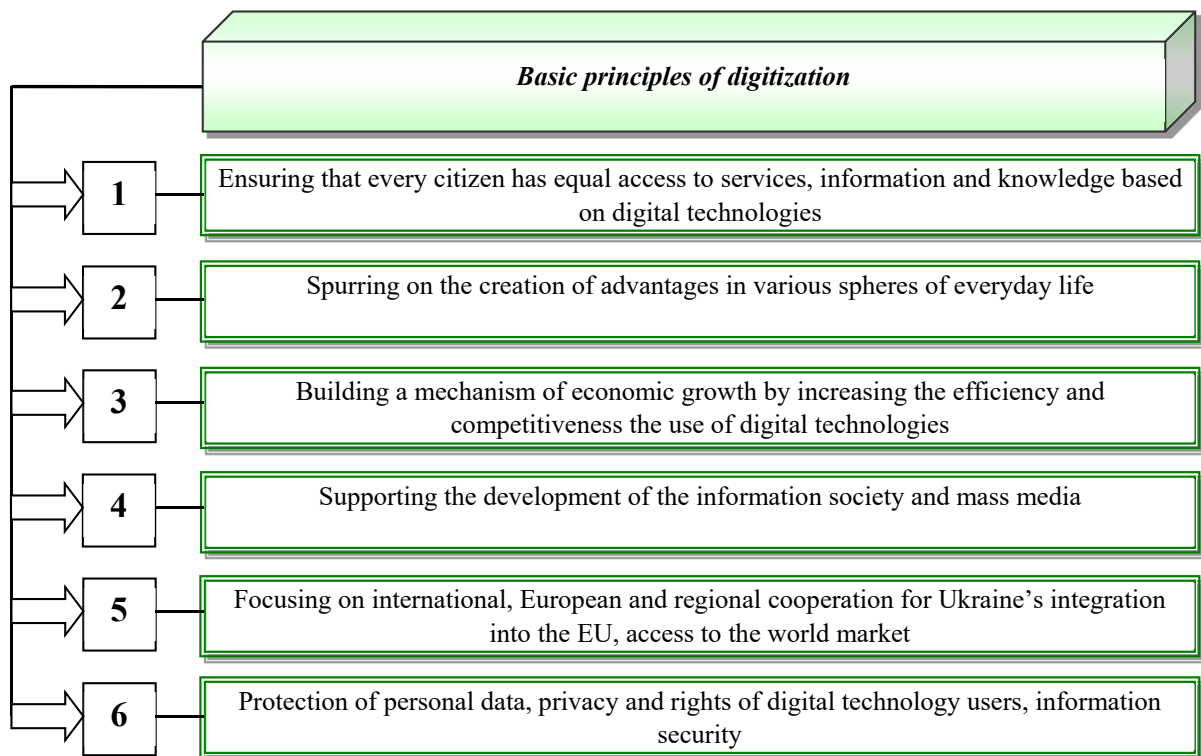 Basic principles of digitization
1
Ensuring that every citizen has equal access to services, information and knowledge based
on digital technologies
2
Spurring on the creation of advantages in various spheres of everyday life
3
Building a mechanism of economic growth by increasing the efficiency and
competitiveness the use of digital technologies
4
Supporting the development of the information society and mass media
5
Focusing on international, European and regional cooperation for Ukraine’s integration
into the EU, access to the world market
6
Protection of personal data, privacy and rights of digital technology users, information
security